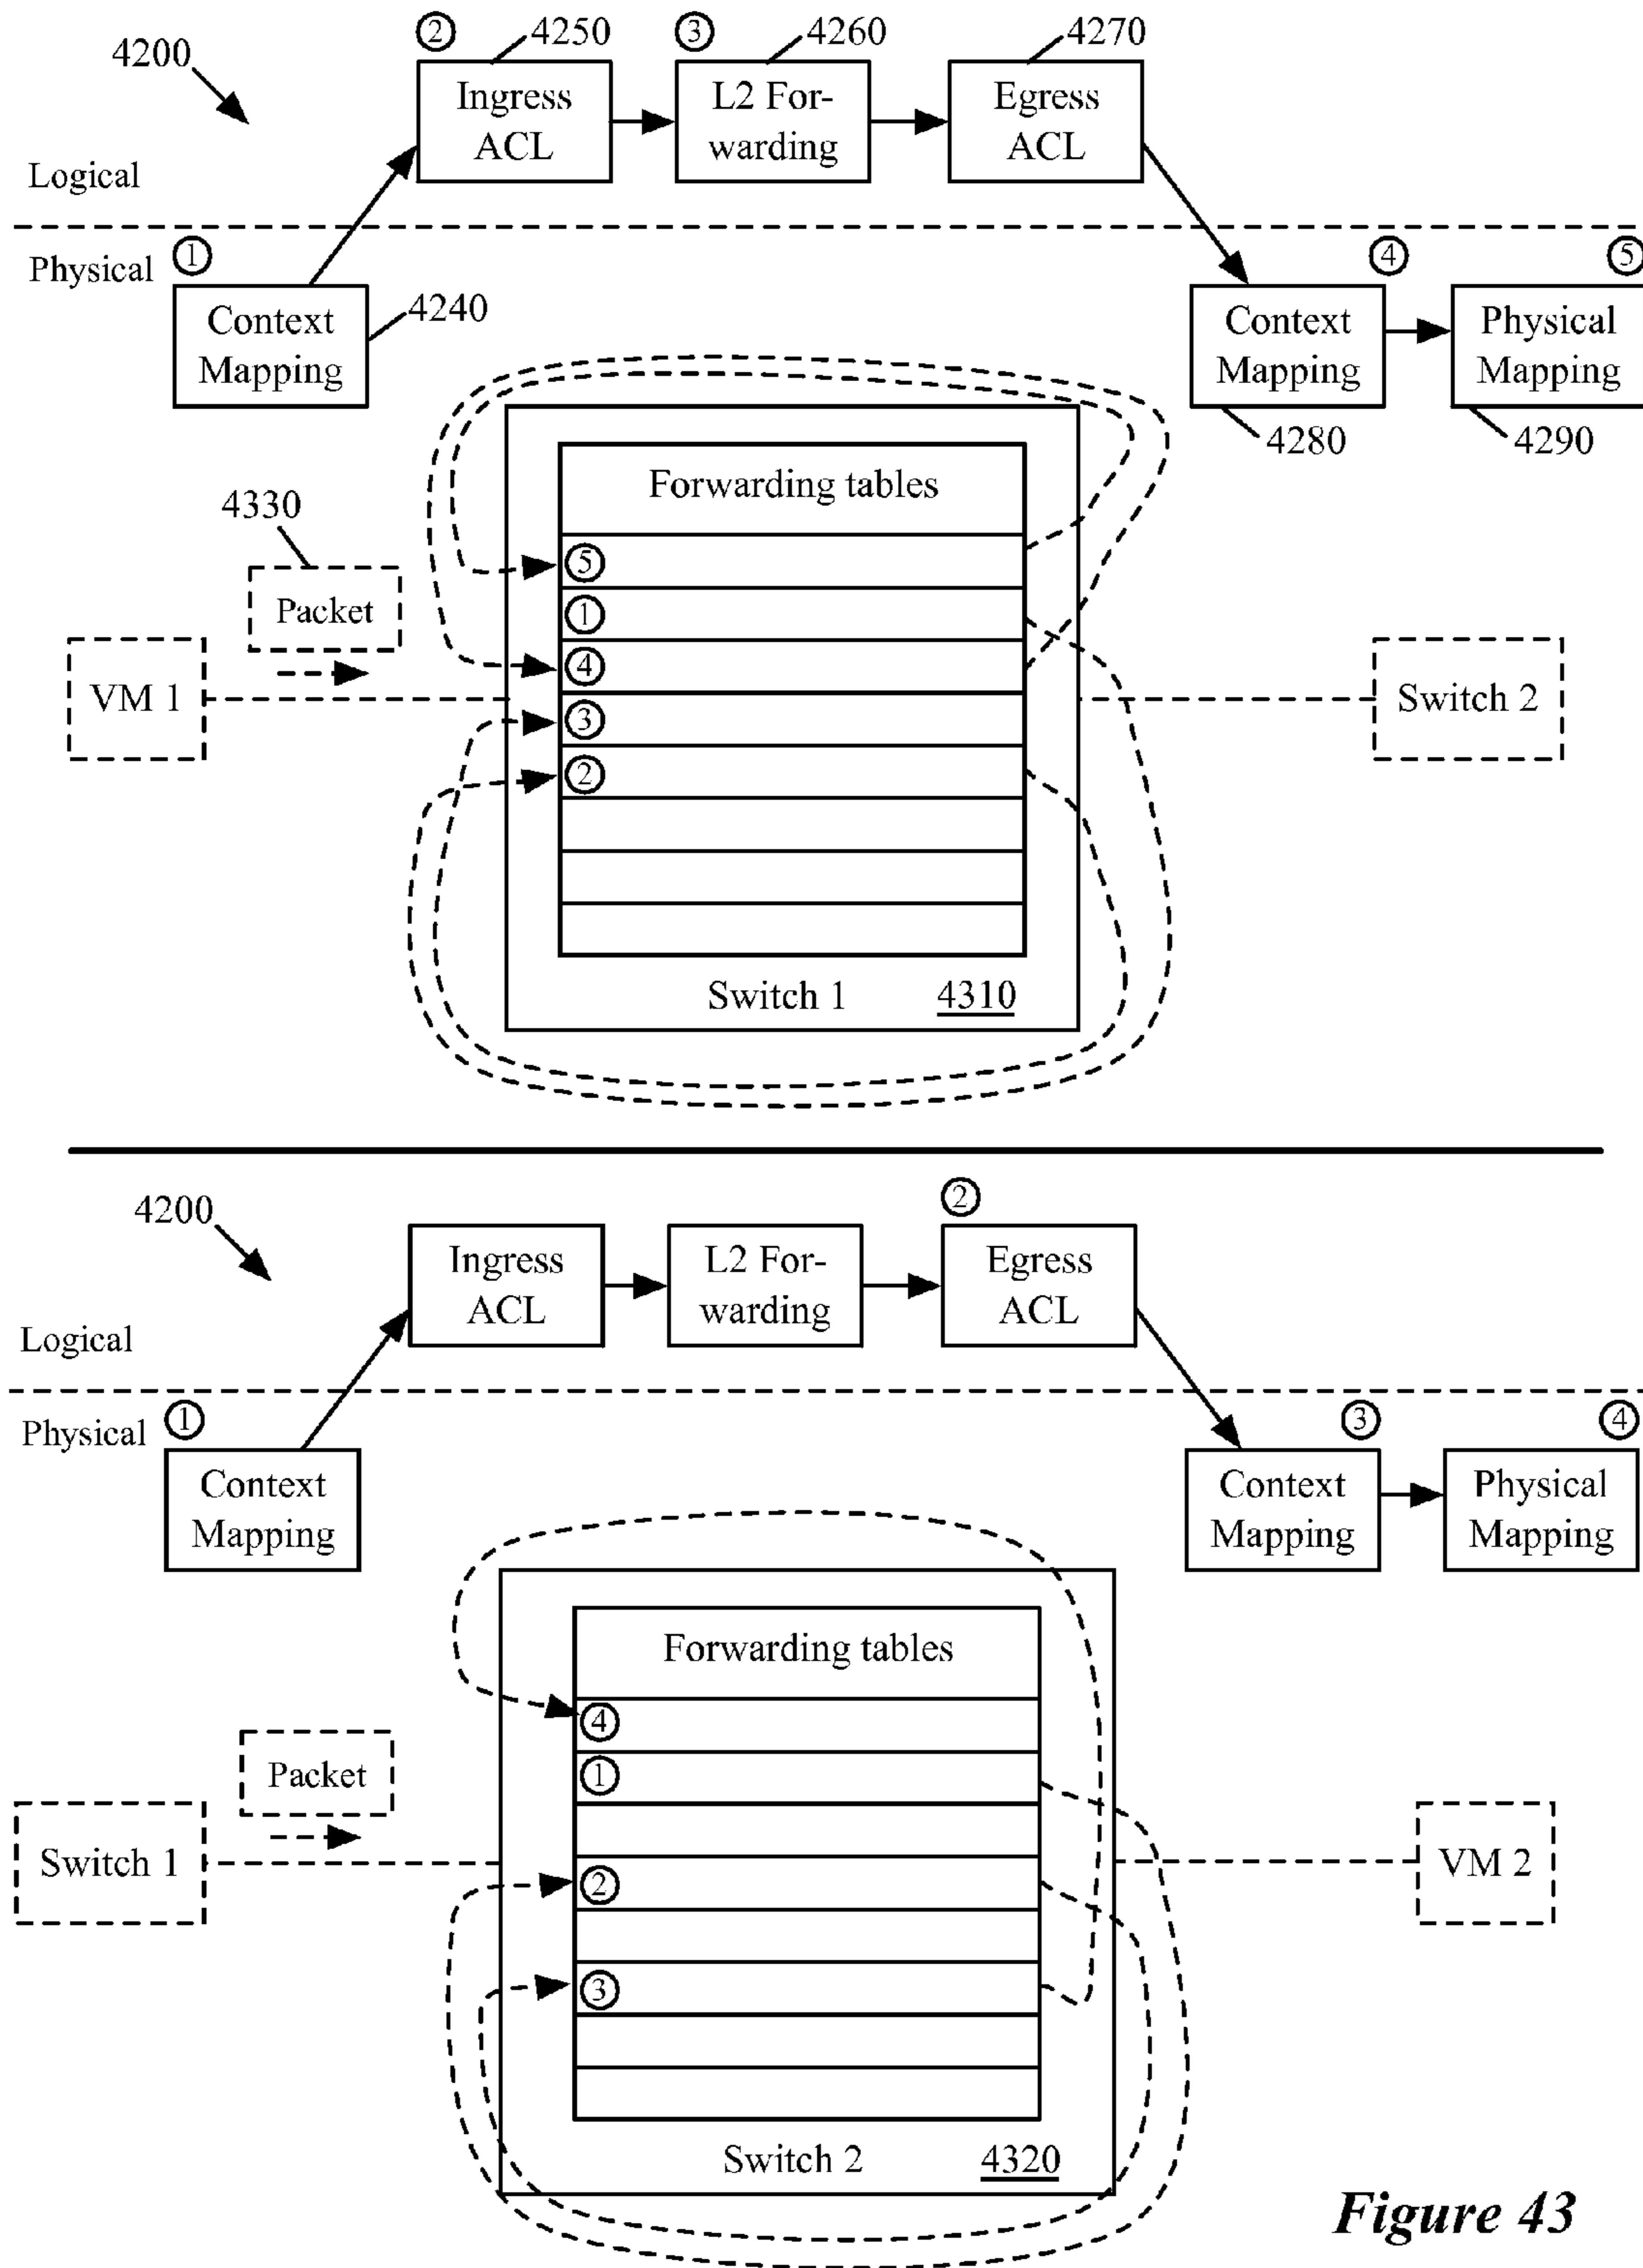 ② 4250 ③ 4260 4270
4200
Ingress
ACL
L2 For-
warding
Egress
ACL
Logical
Physical ① ④ ⑤
Context
Mapping
4240
Context
Mapping
Physical
Mapping
4280 4290
Forwarding tables
4330
Packet
⑤
①
④
③
②
VM 1
Switch 2
Switch 1 4310
②
4200
Ingress
ACL
L2 For-
warding
Egress
ACL
Logical
Physical ① ③ ④
Context
Mapping
Context
Mapping
Physical
Mapping
Forwarding tables
Packet
④
①
②
③
Switch 1
VM 2
Switch 2 4320
Figure 43